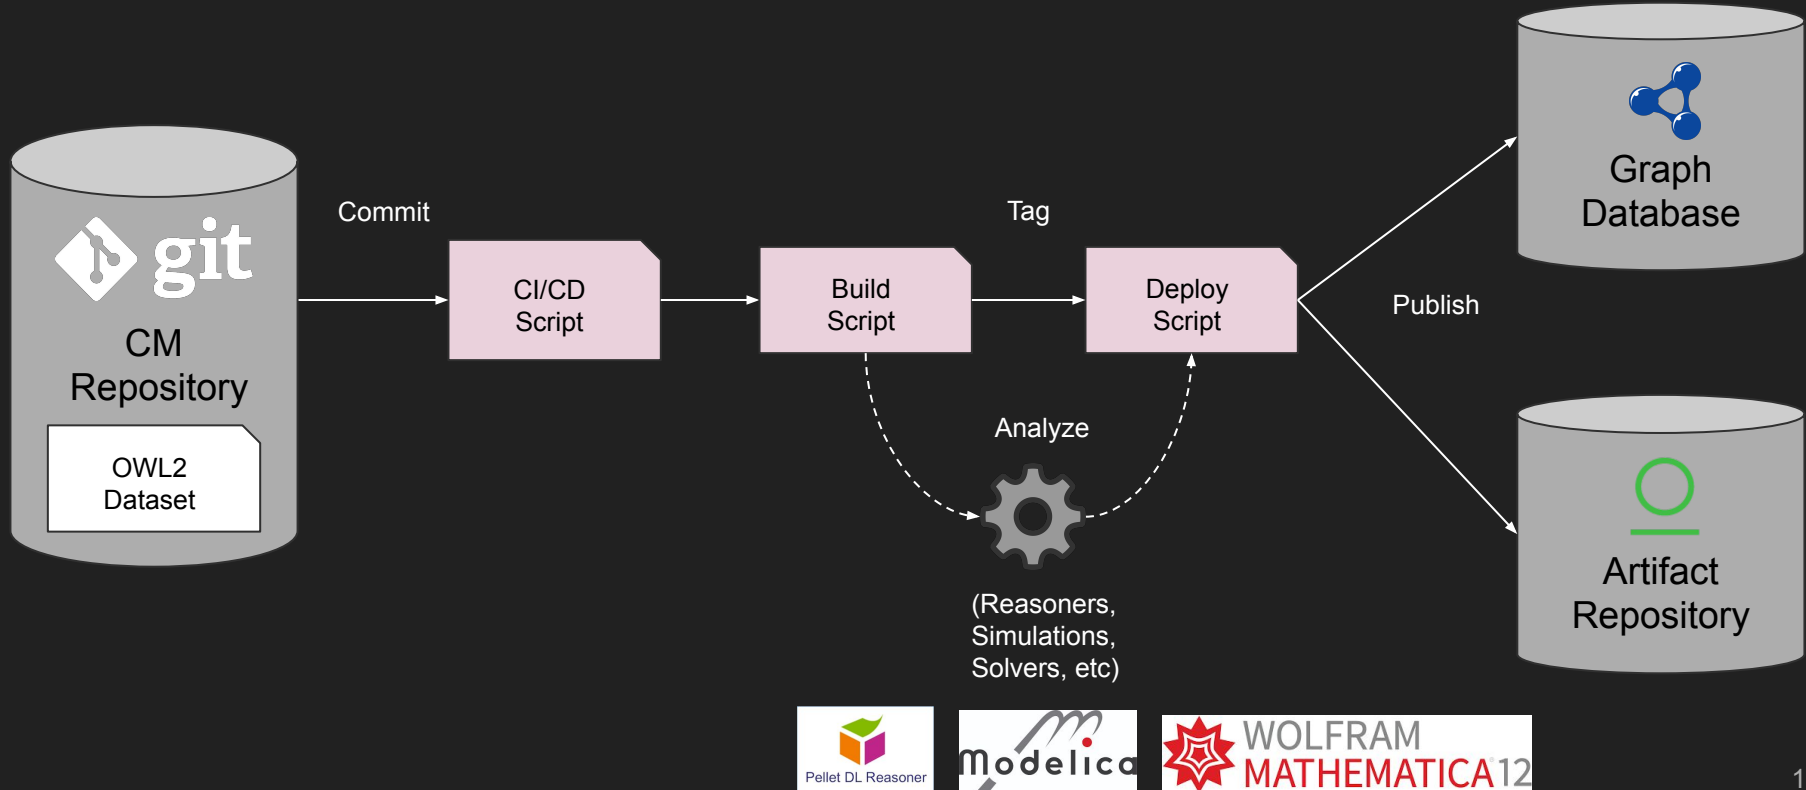 git
CM
Repository
OWL2
Dataset
Commit
CI/CD
Script
Build
Script
Tag
Deploy
Script
Analyze
(Reasoners,
Simulations,
Solvers, etc)
Publish
Graph
Database
Artifact
Repository
Pellet DL Reasoner
Modelica
WOLFRAM
MATHEMATICA 12
1